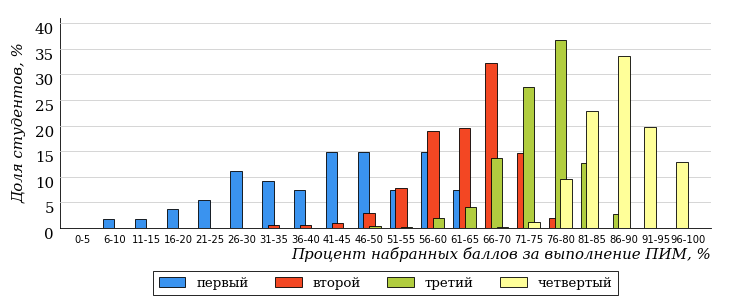 40
35
30
25
20
15
10
5
0
Доля студентов, %
0-5 6-10 11-15 16-20 21-25 26-30 31-35 36-40 41-45 46-50 51-55 56-60 61-65 66-70 71-75 76-80 81-85 86-90 91-95 96-100
Процент набранных баллов за выполнение ПИМ, %
первый второй третий четвертый